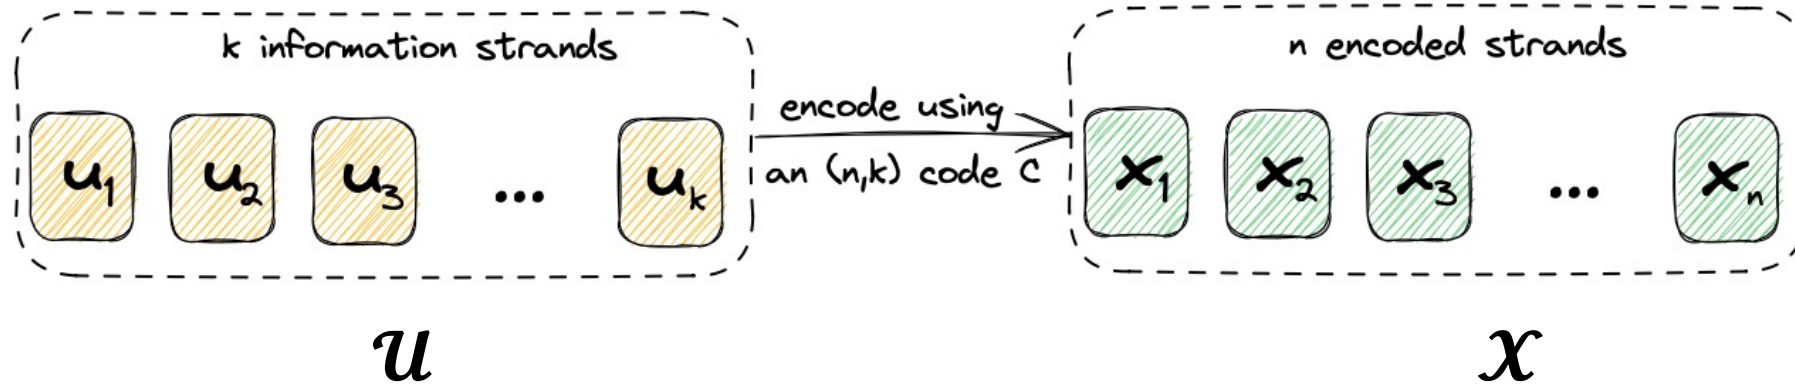 k information strands
n encoded strands
encode using
an (n,k) code C
u₁ u₂ u₃ ... uₖ
x₁ x₂ x₃ ... xₙ
𝒰
𝒳